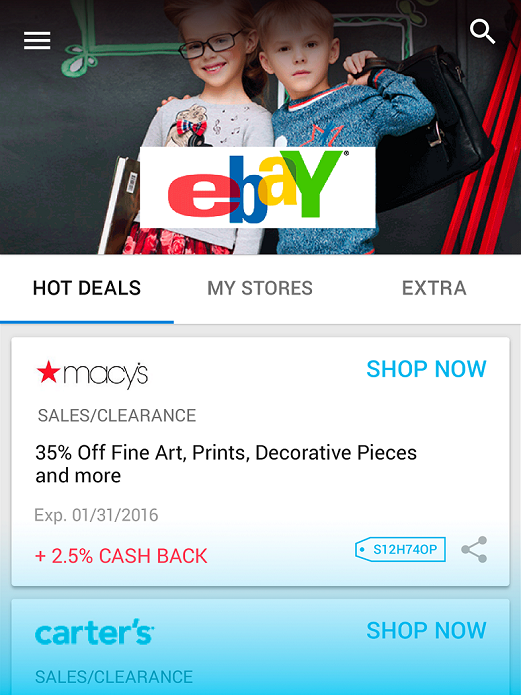 ebaY®
HOT DEALS
MY STORES
EXTRA
★macy's
SHOP NOW
SALES/CLEARANCE
35% Off Fine Art, Prints, Decorative Pieces
and more
Exp. 01/31/2016
+ 2.5% CASH BACK
S12H74OP
carter's
SHOP NOW
SALES/CLEARANCE